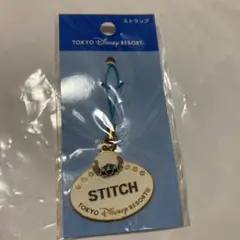 ストラップ
TOKYO Disney RESORT®
STITCH
TOKYO Disney RESORT®